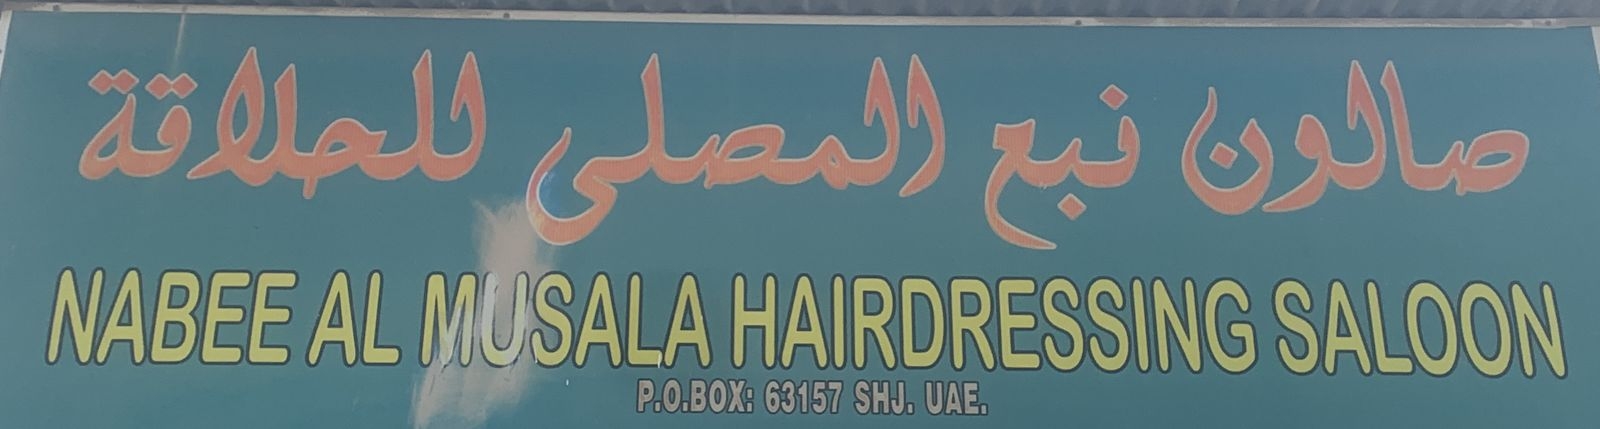 صالون نبع المصلى للحلاقة
NABEE AL MUSALA HAIRDRESSING SALOON
P.O.BOX: 63157 SHJ. UAE.